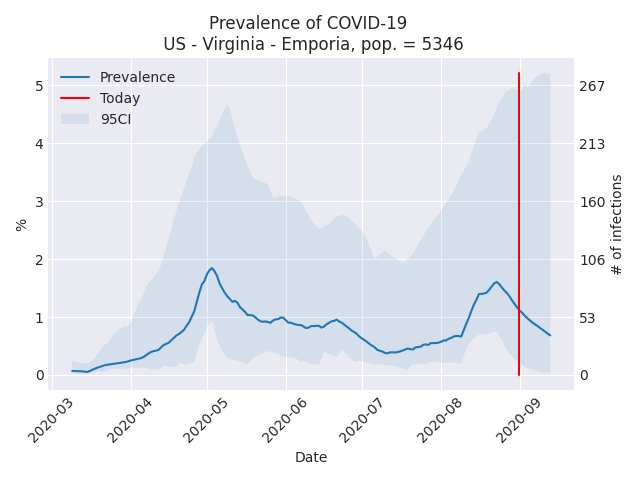 Prevalence of COVID-19
US - Virginia - Emporia, pop. = 5346
Prevalence
Today
95CI
5
4
3
2
1
0
%
267
213
160
106
53
0
# of infections
2020-03
2020-04
2020-05
2020-06
2020-07
2020-08
2020-09
Date